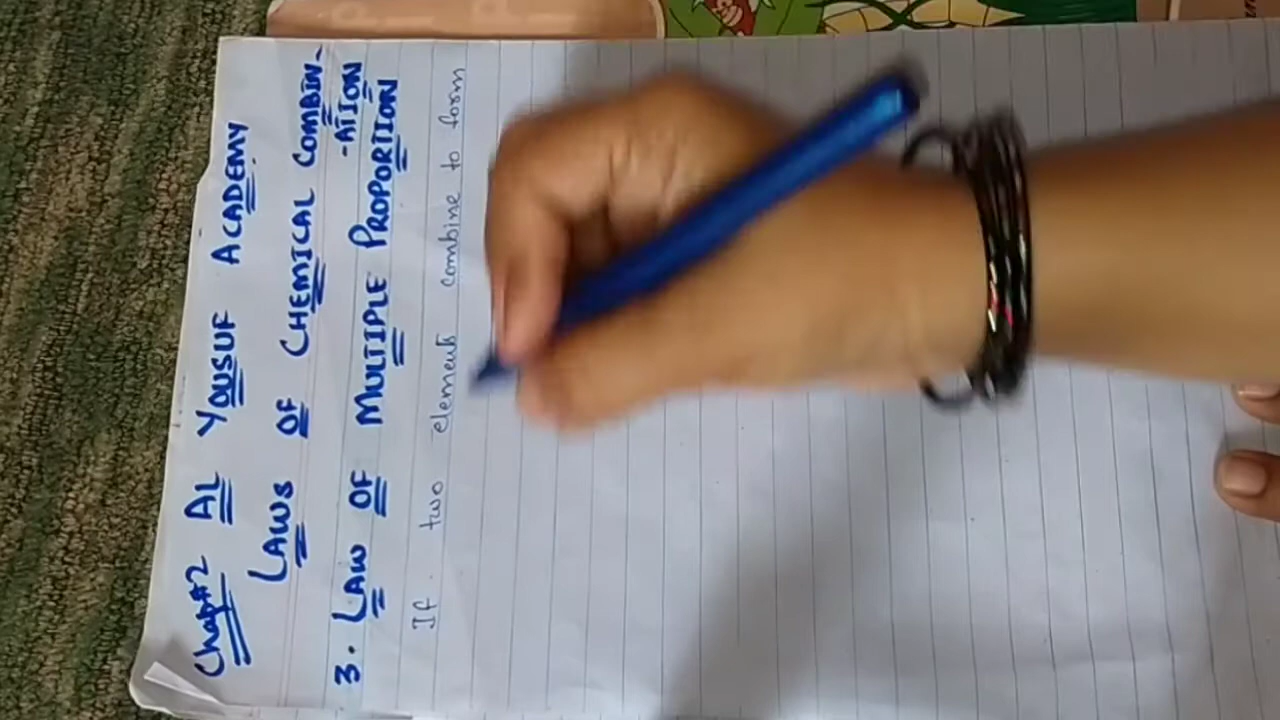 Chap#2 AL YOUSUF ACADEMY
LAWS OF CHEMICAL COMBIN-
-ATION
3. LAW OF MULTIPLE PROPORTION
If two element combine to form